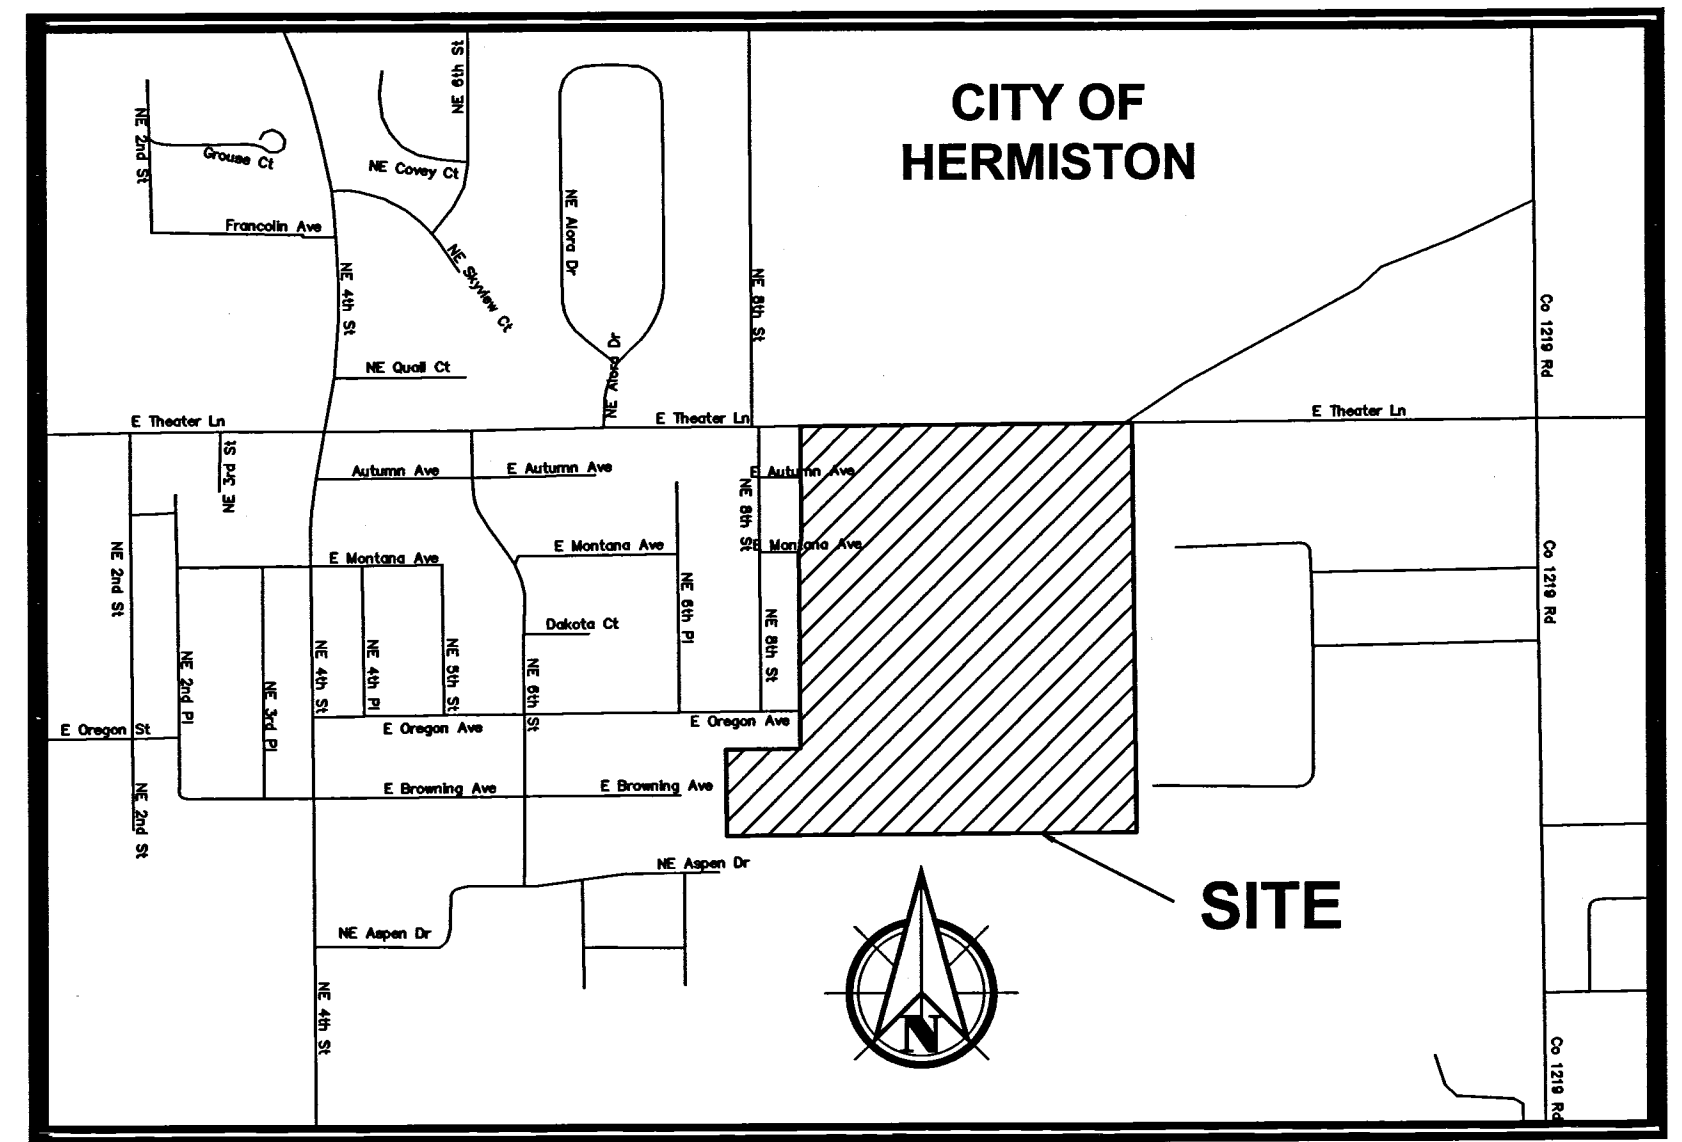 CITY OF
HERMISTON
NE 2nd St
Grouse Ct
Francolin Ave
NE 4th St
NE Covey Ct
NE 6th St
NE Skyview Ct
NE Quail Ct
NE Alora Dr
NE Alora Dr
NE 8th St
Co 1219 Rd
E Theater Ln
E Theater Ln
E Theater Ln
NE 3rd St
Autumn Ave
E Autumn Ave
E Autumn Ave
NE 8th St
NE 2nd St
E Montana Ave
E Montana Ave
E Montana Ave
Co 1219 Rd
NE 6th Pl
Dakota Ct
NE 8th St
NE 2nd Pl
NE 3rd Pl
NE 4th St
NE 4th Pl
NE 5th St
NE 6th St
E Oregon St
E Oregon Ave
E Oregon Ave
NE 2nd St
E Browning Ave
E Browning Ave
NE Aspen Dr
NE Aspen Dr
SITE
NE 4th St
N
Co 1219 Rd